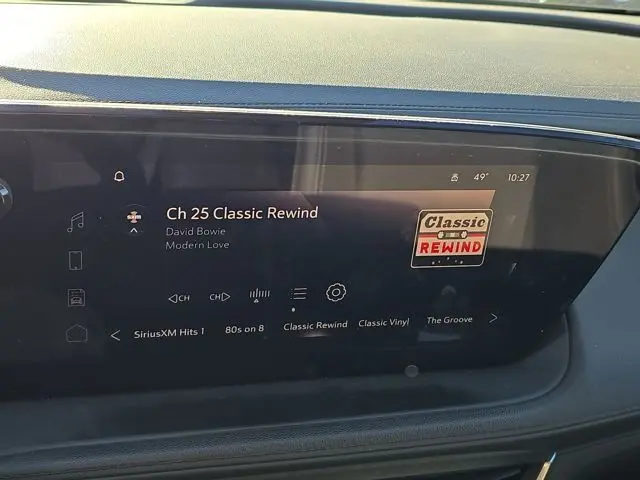 49° 10:27
sxm
Ch 25 Classic Rewind
David Bowie
Modern Love
Classic
REWIND
CH CH
SiriusXM Hits 1 80s on 8 Classic Rewind Classic Vinyl The Groove